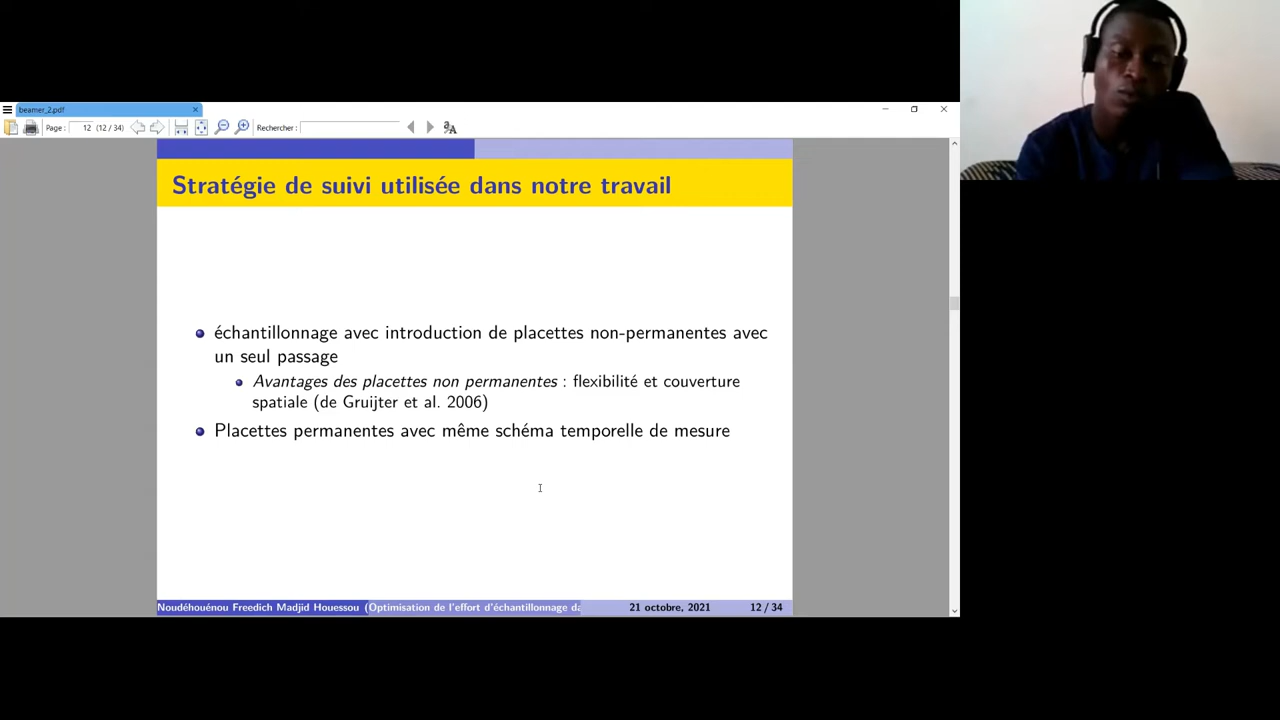 beamer_2.pdf
Page : 12 (12 / 34) Rechercher :
Stratégie de suivi utilisée dans notre travail
échantillonnage avec introduction de placettes non-permanentes avec
un seul passage
Avantages des placettes non permanentes : flexibilité et couverture
spatiale (de Gruijter et al. 2006)
Placettes permanentes avec même schéma temporelle de mesure
Noudéhouénou Freedich Madjid Houessou (Optimisation de l'effort d'échantillonnage da 21 octobre, 2021 12 / 34